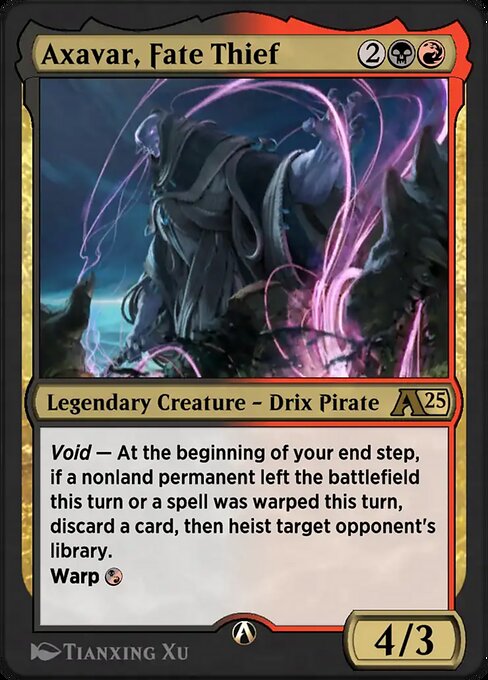 Axavar, Fate Thief 2
Legendary Creature – Drix Pirate A25
Void — At the beginning of your end step,
if a nonland permanent left the battlefield
this turn or a spell was warped this turn,
discard a card, then heist target opponent's
library.
Warp
4/3
Tianxing Xu